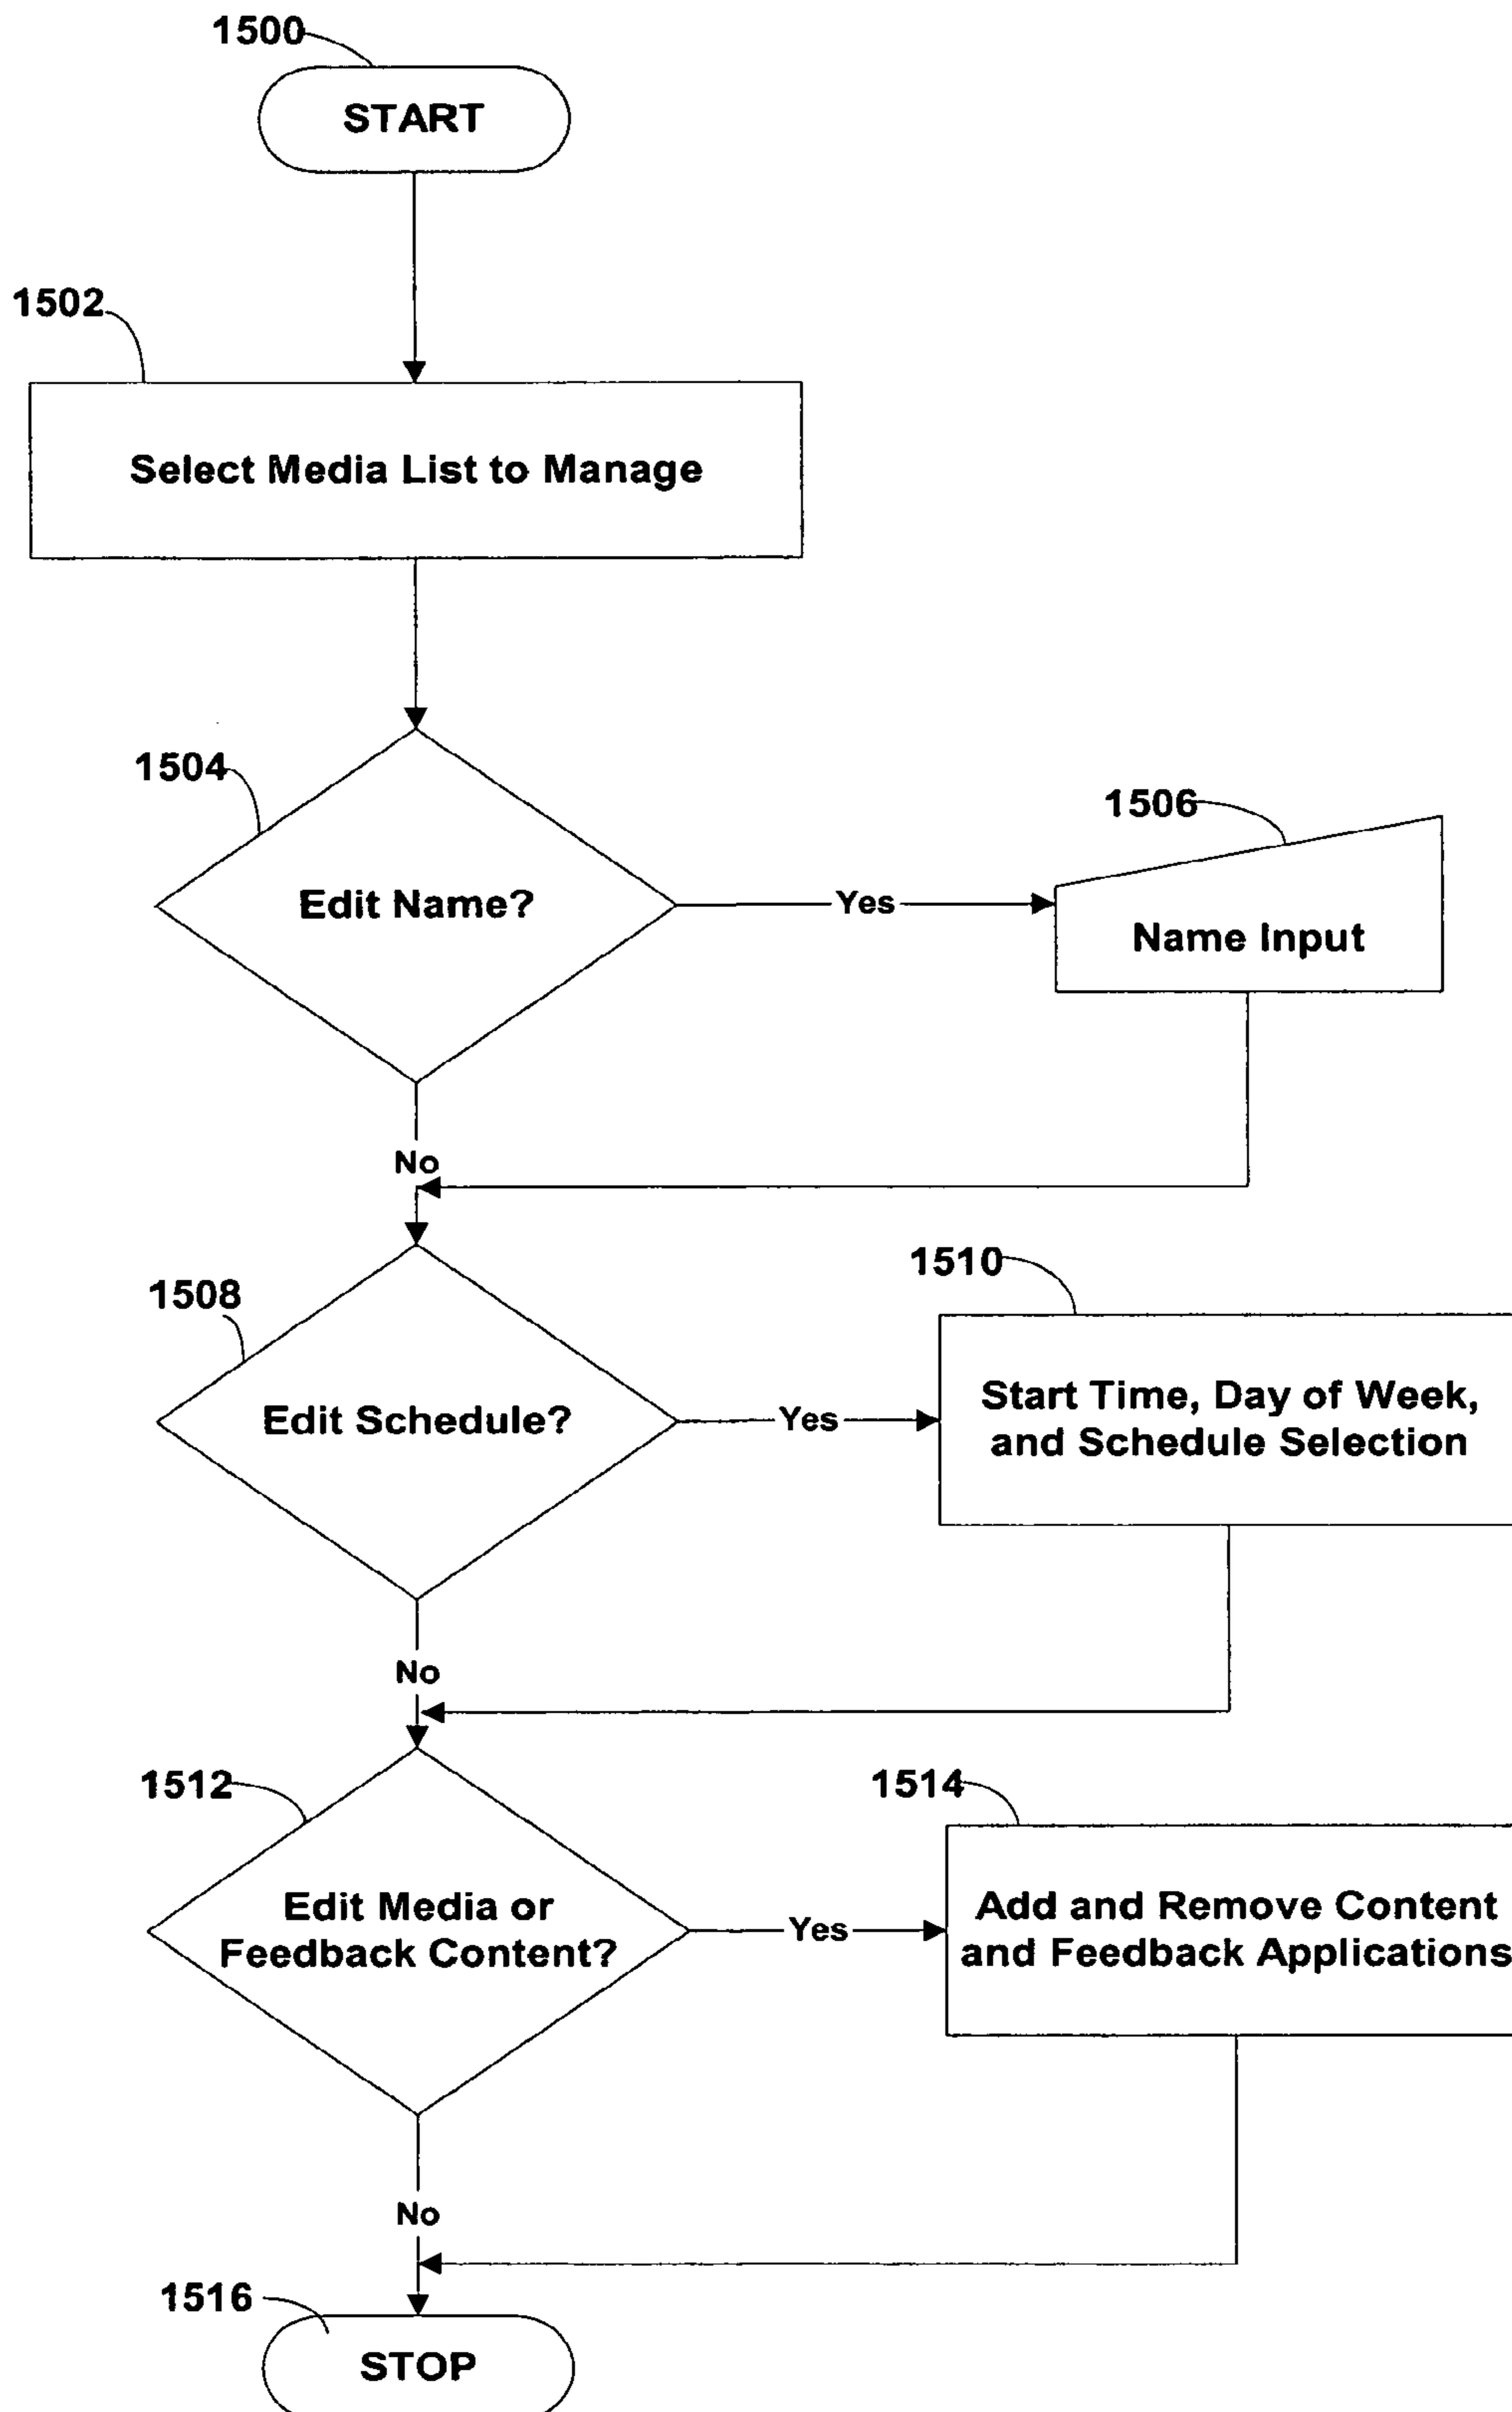 1500
START
1502
Select Media List to Manage
1504
Edit Name?
Yes
1506
Name Input
No
1508
Edit Schedule?
Yes
1510
Start Time, Day of Week,
and Schedule Selection
No
1512
Edit Media or
Feedback Content?
Yes
1514
Add and Remove Content
and Feedback Applications
No
1516
STOP